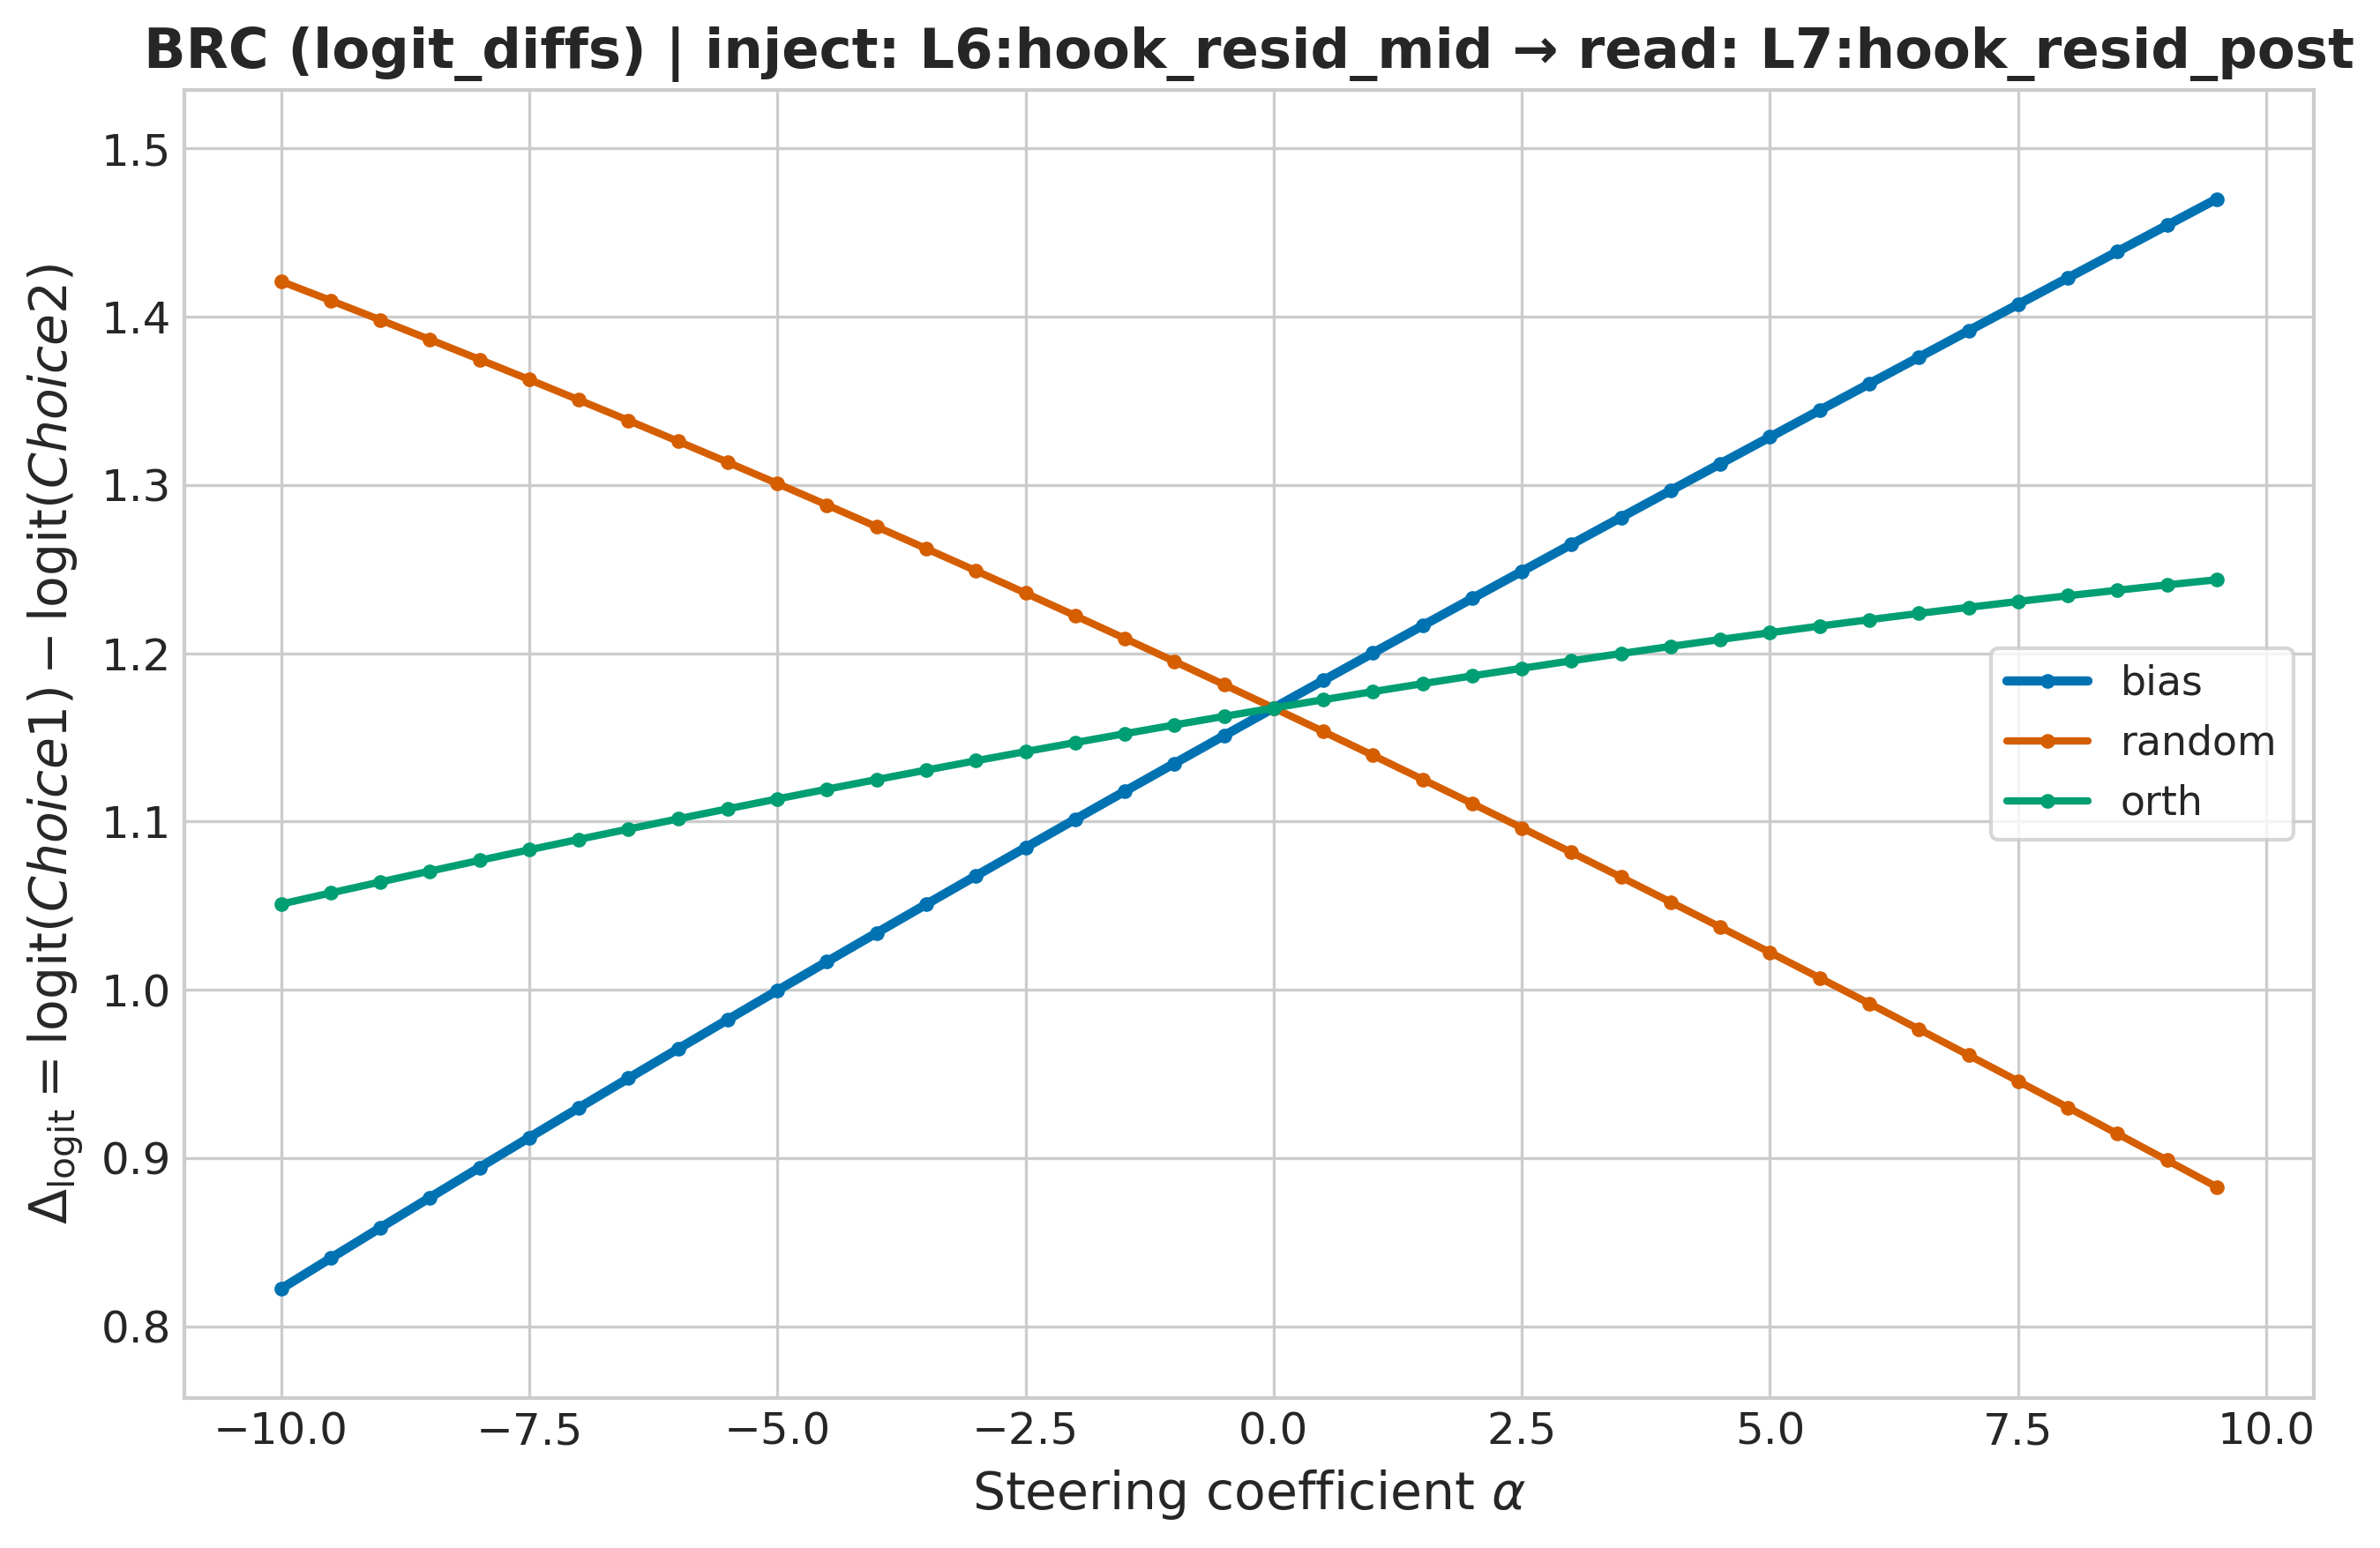 BRC (logit_diffs) | inject: L6:hook_resid_mid → read: L7:hook_resid_post
Δlogit = logit(Choice1) − logit(Choice2)
1.5
1.4
1.3
1.2
1.1
1.0
0.9
0.8
bias
random
orth
−10.0 −7.5 −5.0 −2.5 0.0 2.5 5.0 7.5 10.0
Steering coefficient α